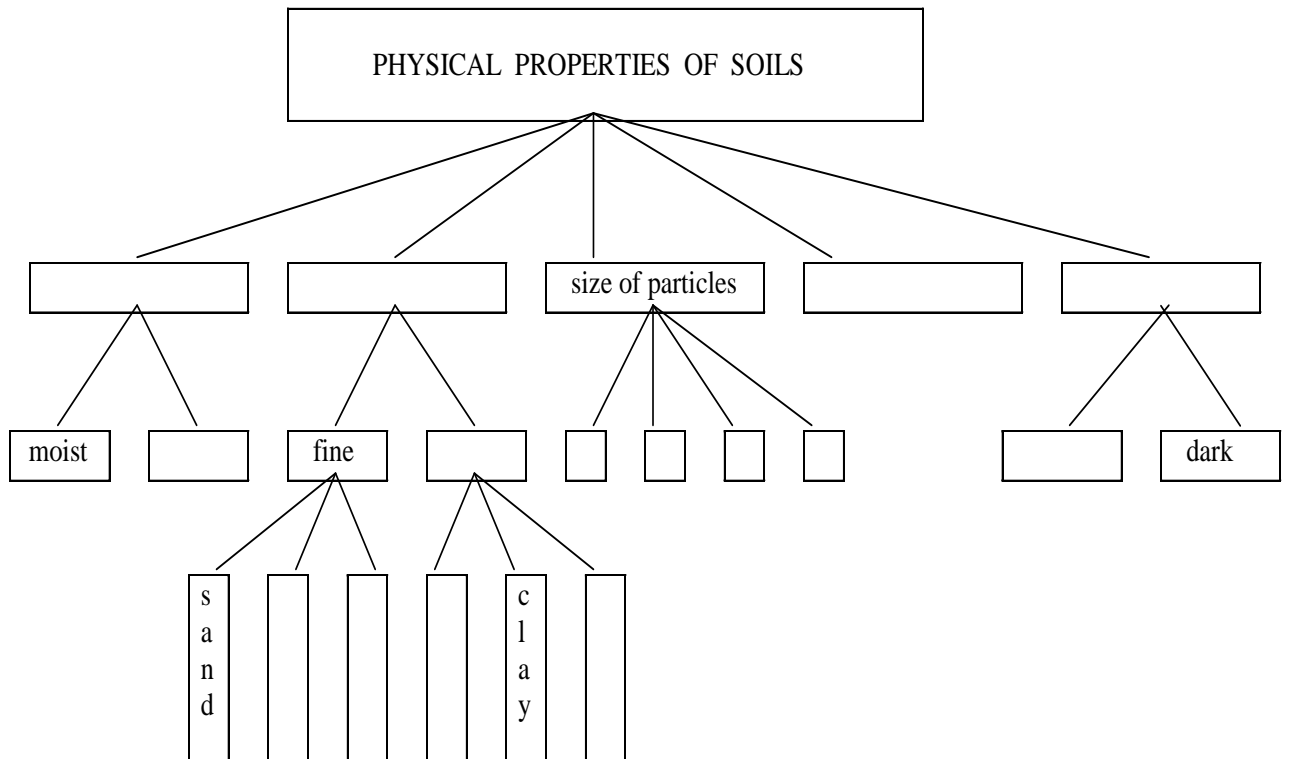 PHYSICAL PROPERTIES OF SOILS
size of particles
moist
fine
dark
sand
clay